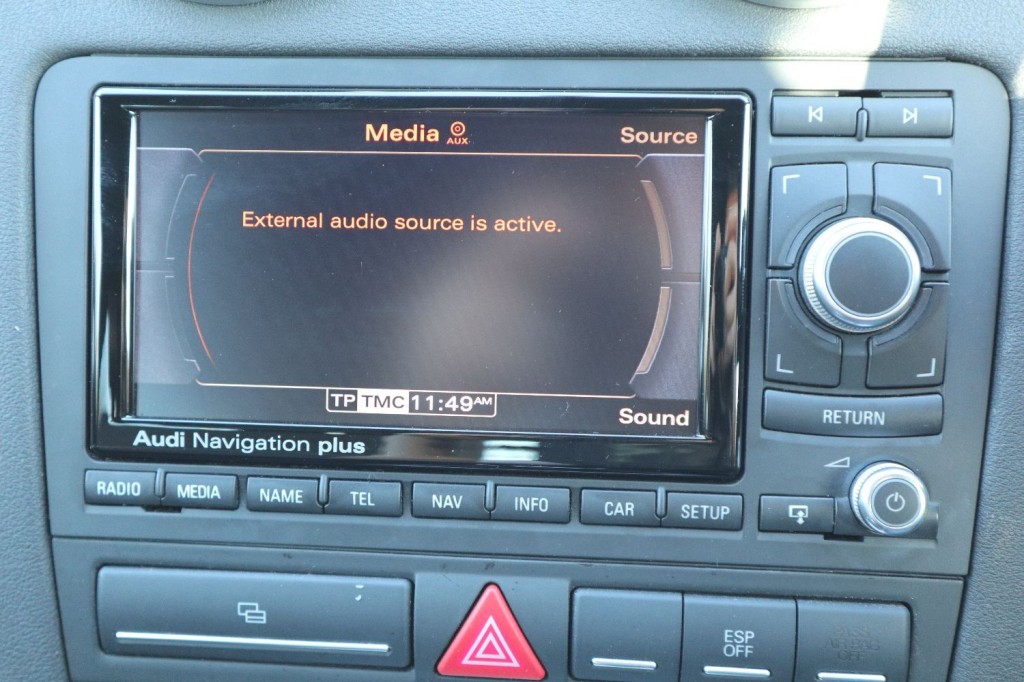 Media AUX Source
External audio source is active.
TP TMC 11:49AM
Sound
Audi Navigation plus
RETURN
RADIO MEDIA NAME TEL NAV INFO CAR SETUP
ESP
OFF
OFF